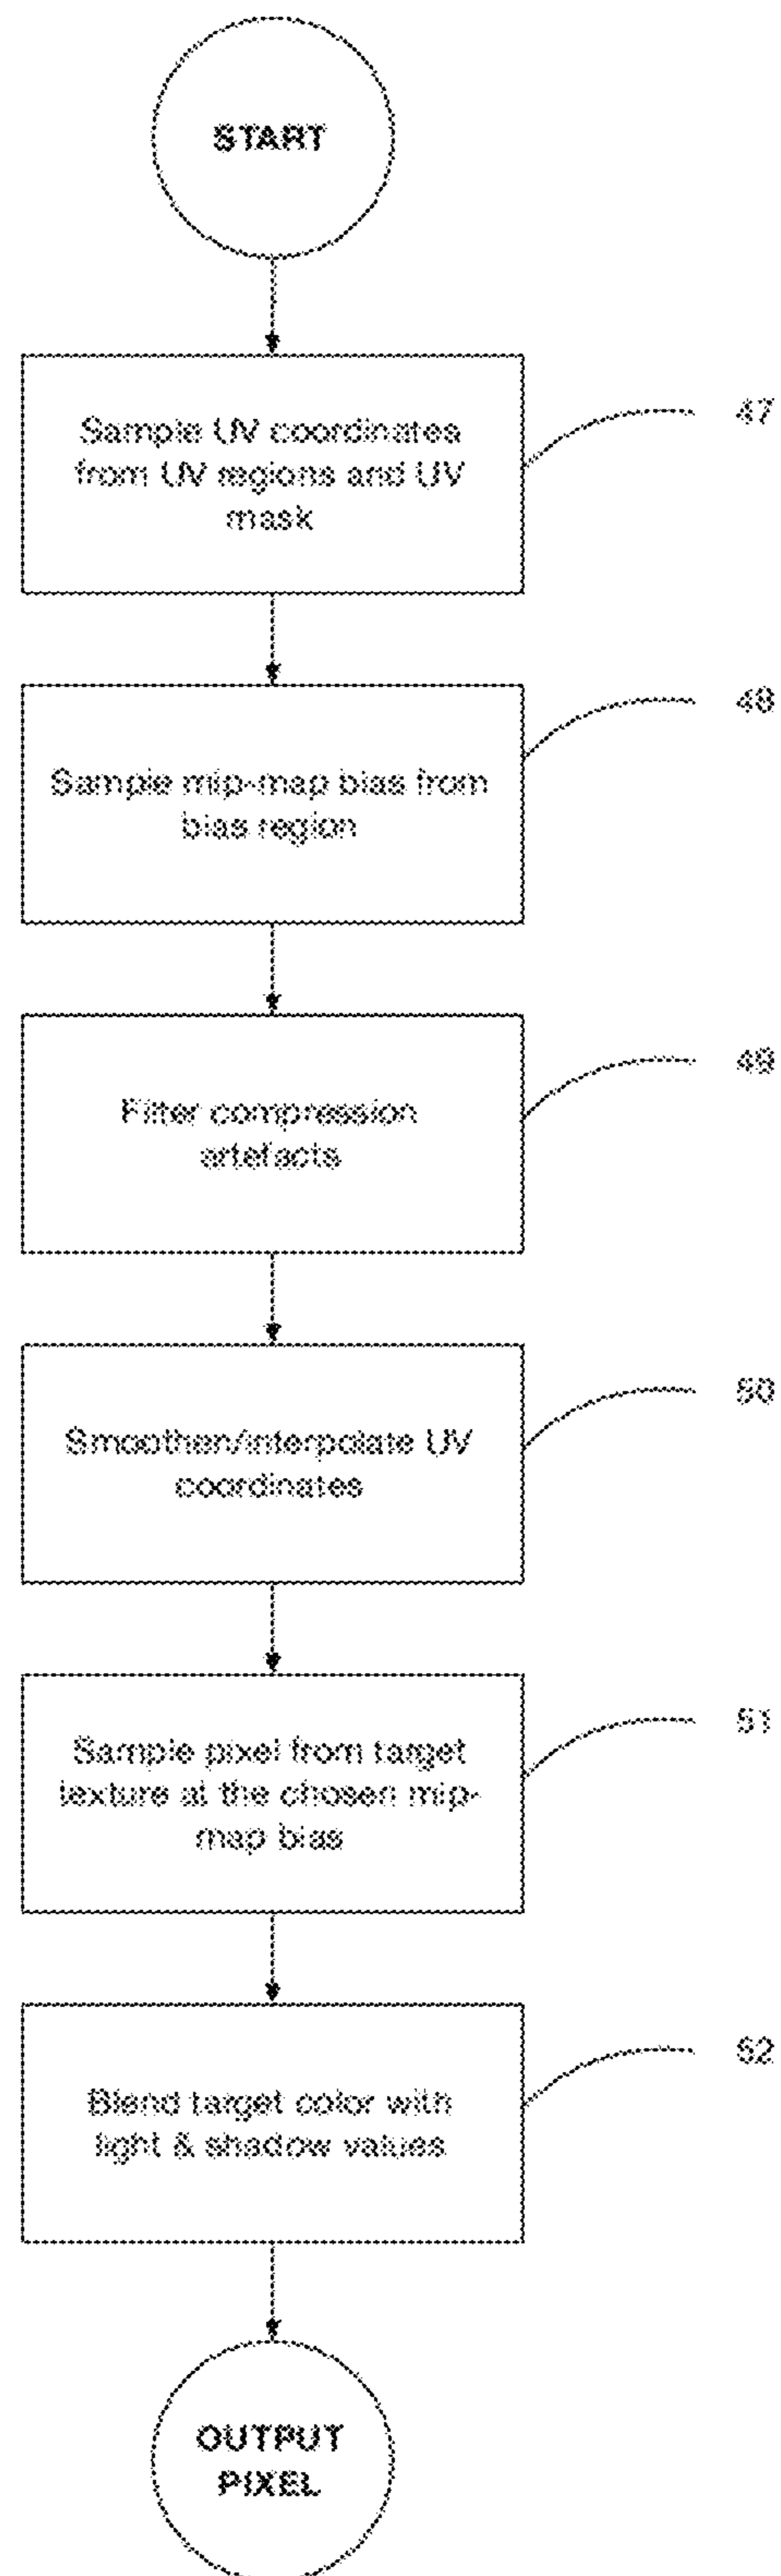 START
Sample UV coordinates
from UV regions and UV
mask
47
Sample mip-map bias from
bias region
48
Filter compression
artefacts
49
Smoothen/interpolate UV
coordinates
50
Sample pixel from target
texture at the chosen mip-
map bias
51
Blend target color with
light & shadow values
52
OUTPUT
PIXEL